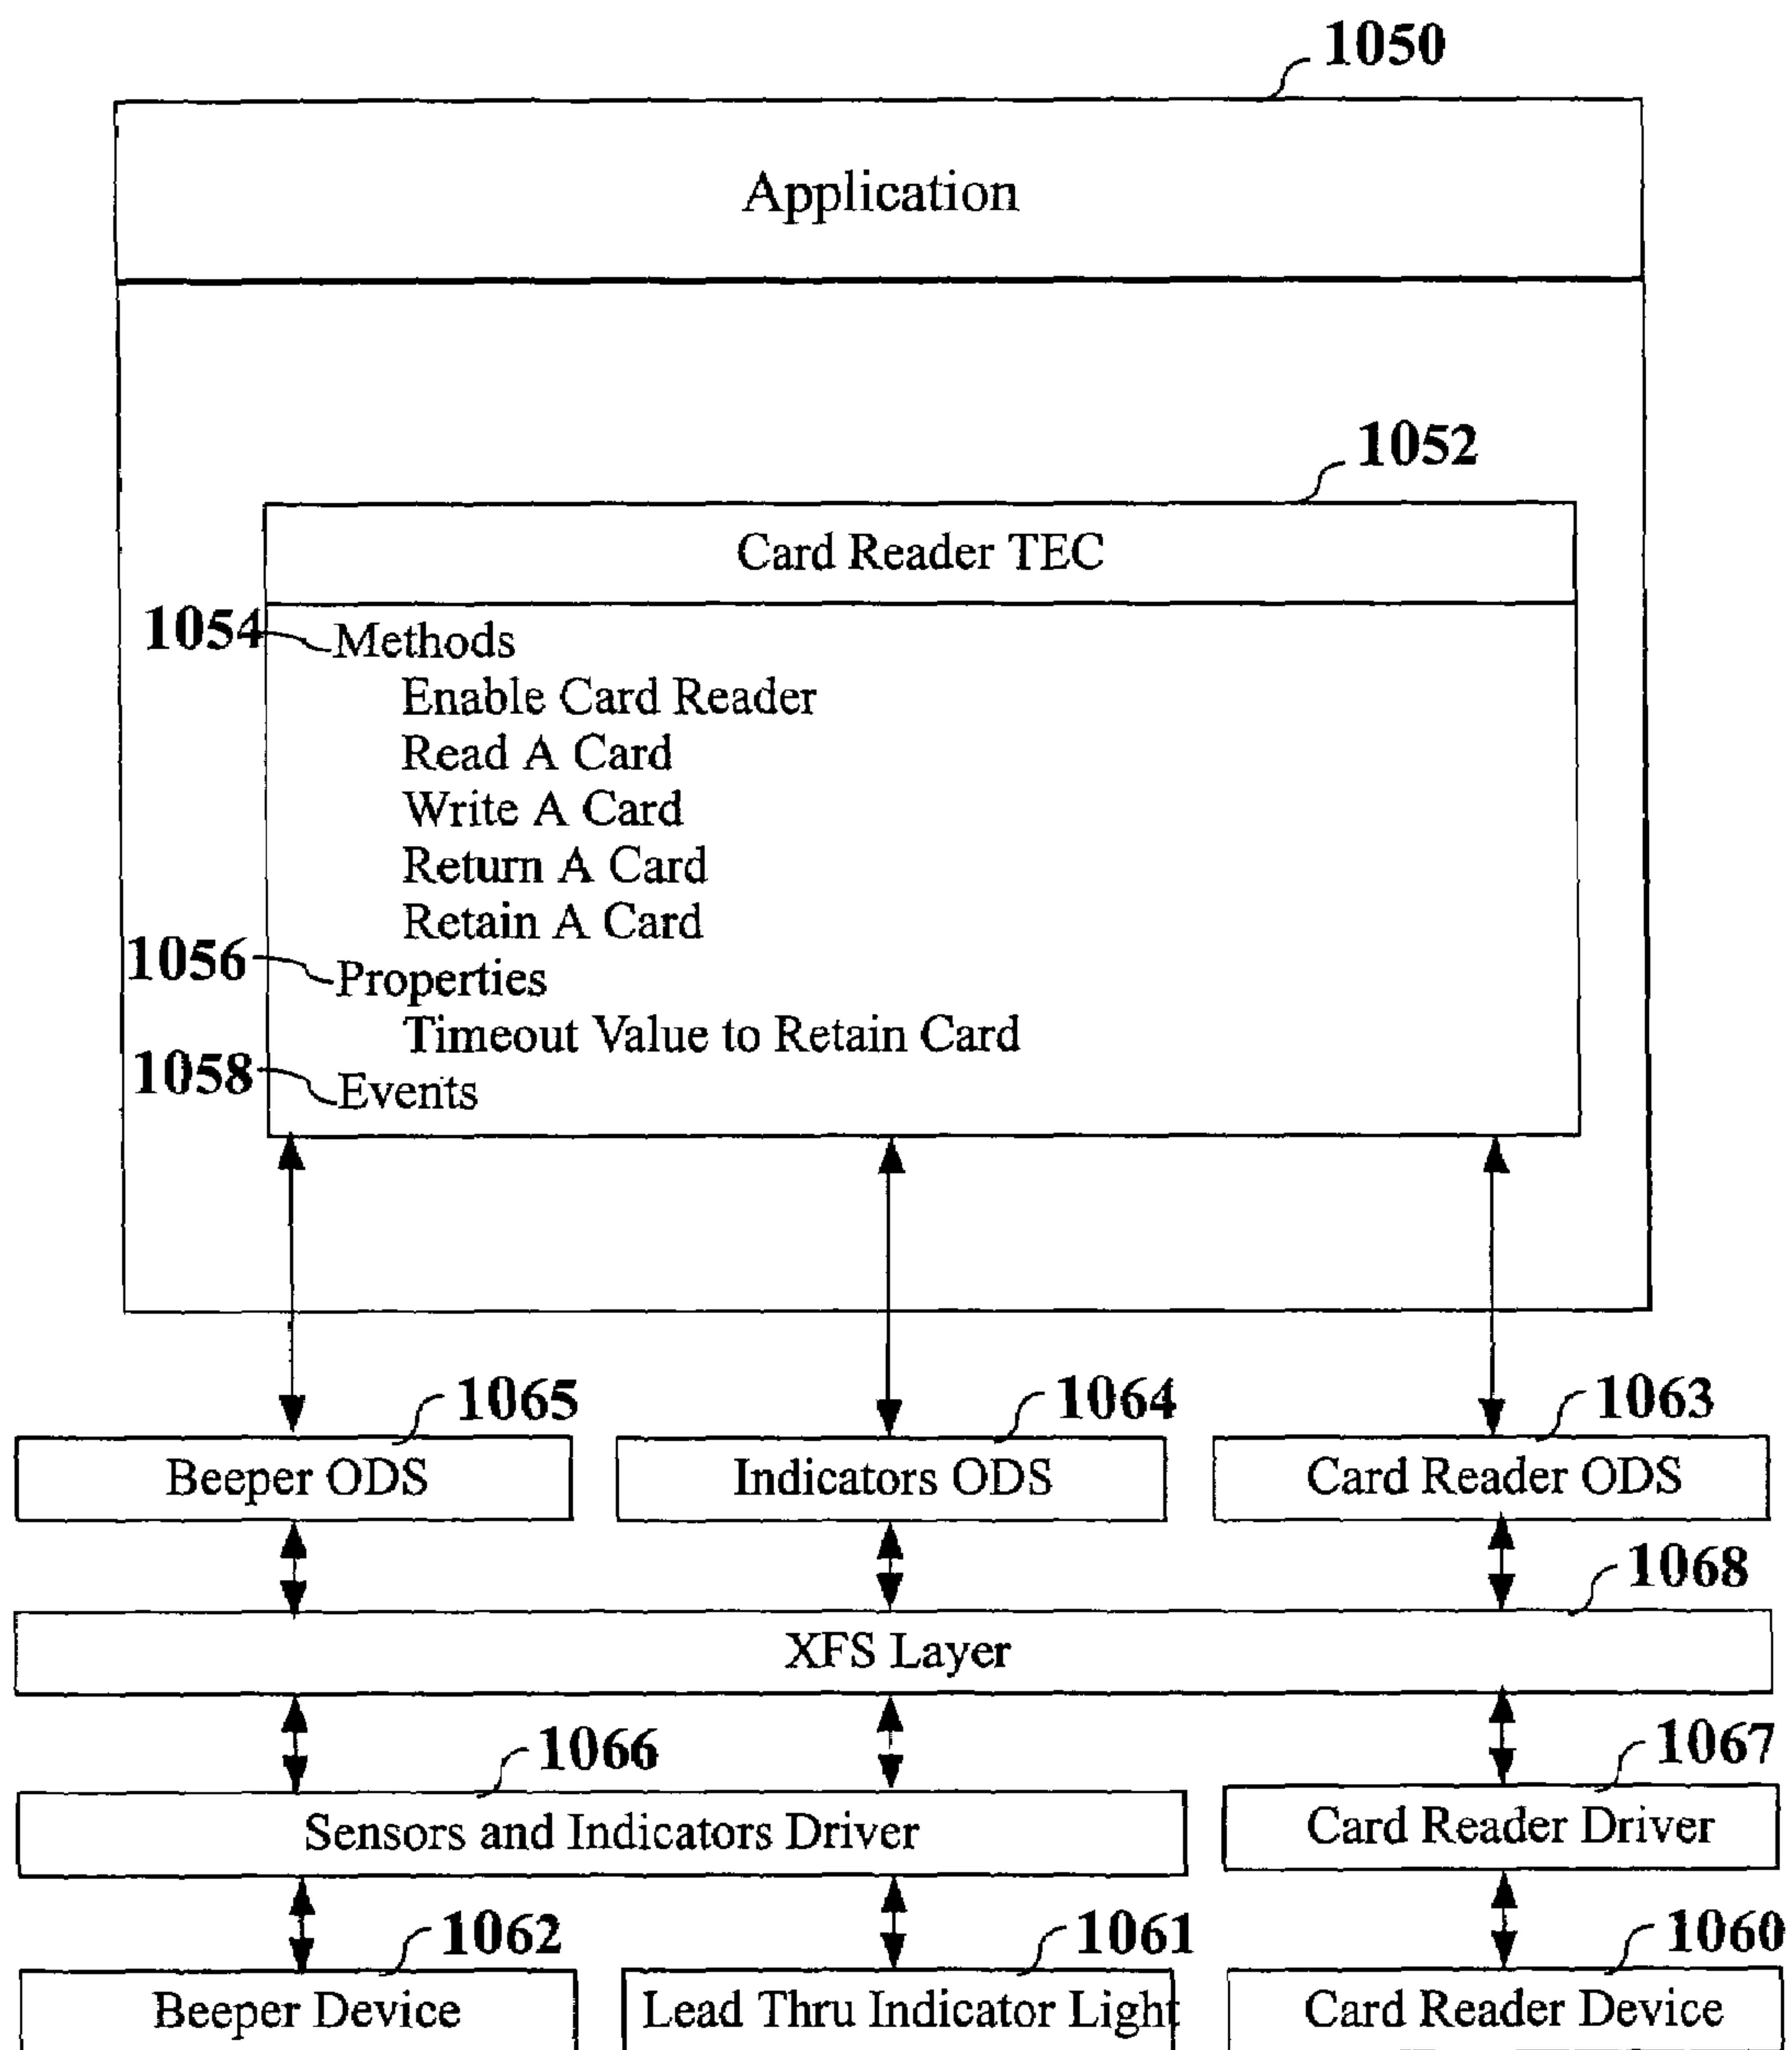 1050
Application
1052
Card Reader TEC
1054 Methods
Enable Card Reader
Read A Card
Write A Card
Return A Card
Retain A Card
1056 Properties
Timeout Value to Retain Card
1058 Events
1065 1064 1063
Beeper ODS Indicators ODS Card Reader ODS
1068
XFS Layer
1066 1067
Sensors and Indicators Driver Card Reader Driver
1062 1061 1060
Beeper Device Lead Thru Indicator Light Card Reader Device